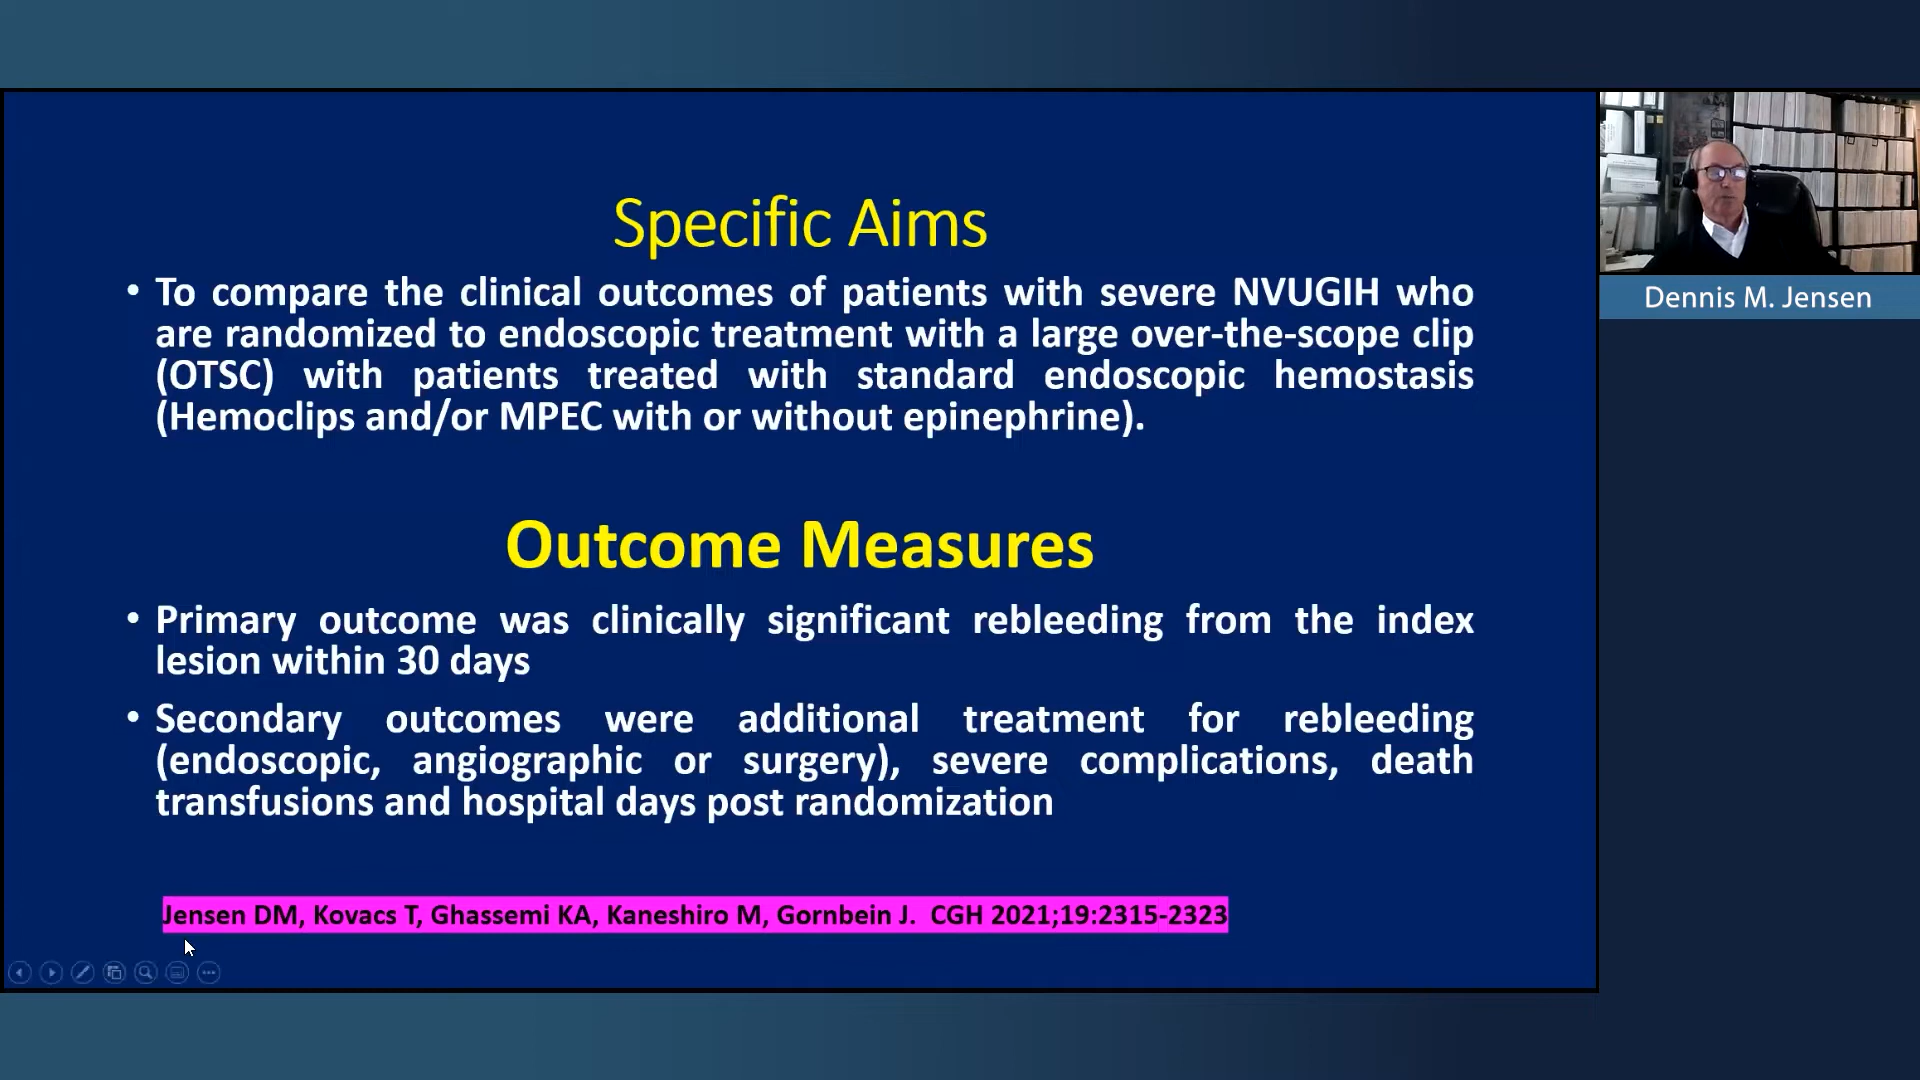 Specific Aims
• To compare the clinical outcomes of patients with severe NVUGIH who
are randomized to endoscopic treatment with a large over-the-scope clip
(OTSC) with patients treated with standard endoscopic hemostasis
(Hemoclips and/or MPEC with or without epinephrine).
Outcome Measures
• Primary outcome was clinically significant rebleeding from the index
lesion within 30 days
• Secondary outcomes were additional treatment for rebleeding
(endoscopic, angiographic or surgery), severe complications, death
transfusions and hospital days post randomization
Jensen DM, Kovacs T, Ghassemi KA, Kaneshiro M, Gornbein J. CGH 2021;19:2315-2323
Dennis M. Jensen